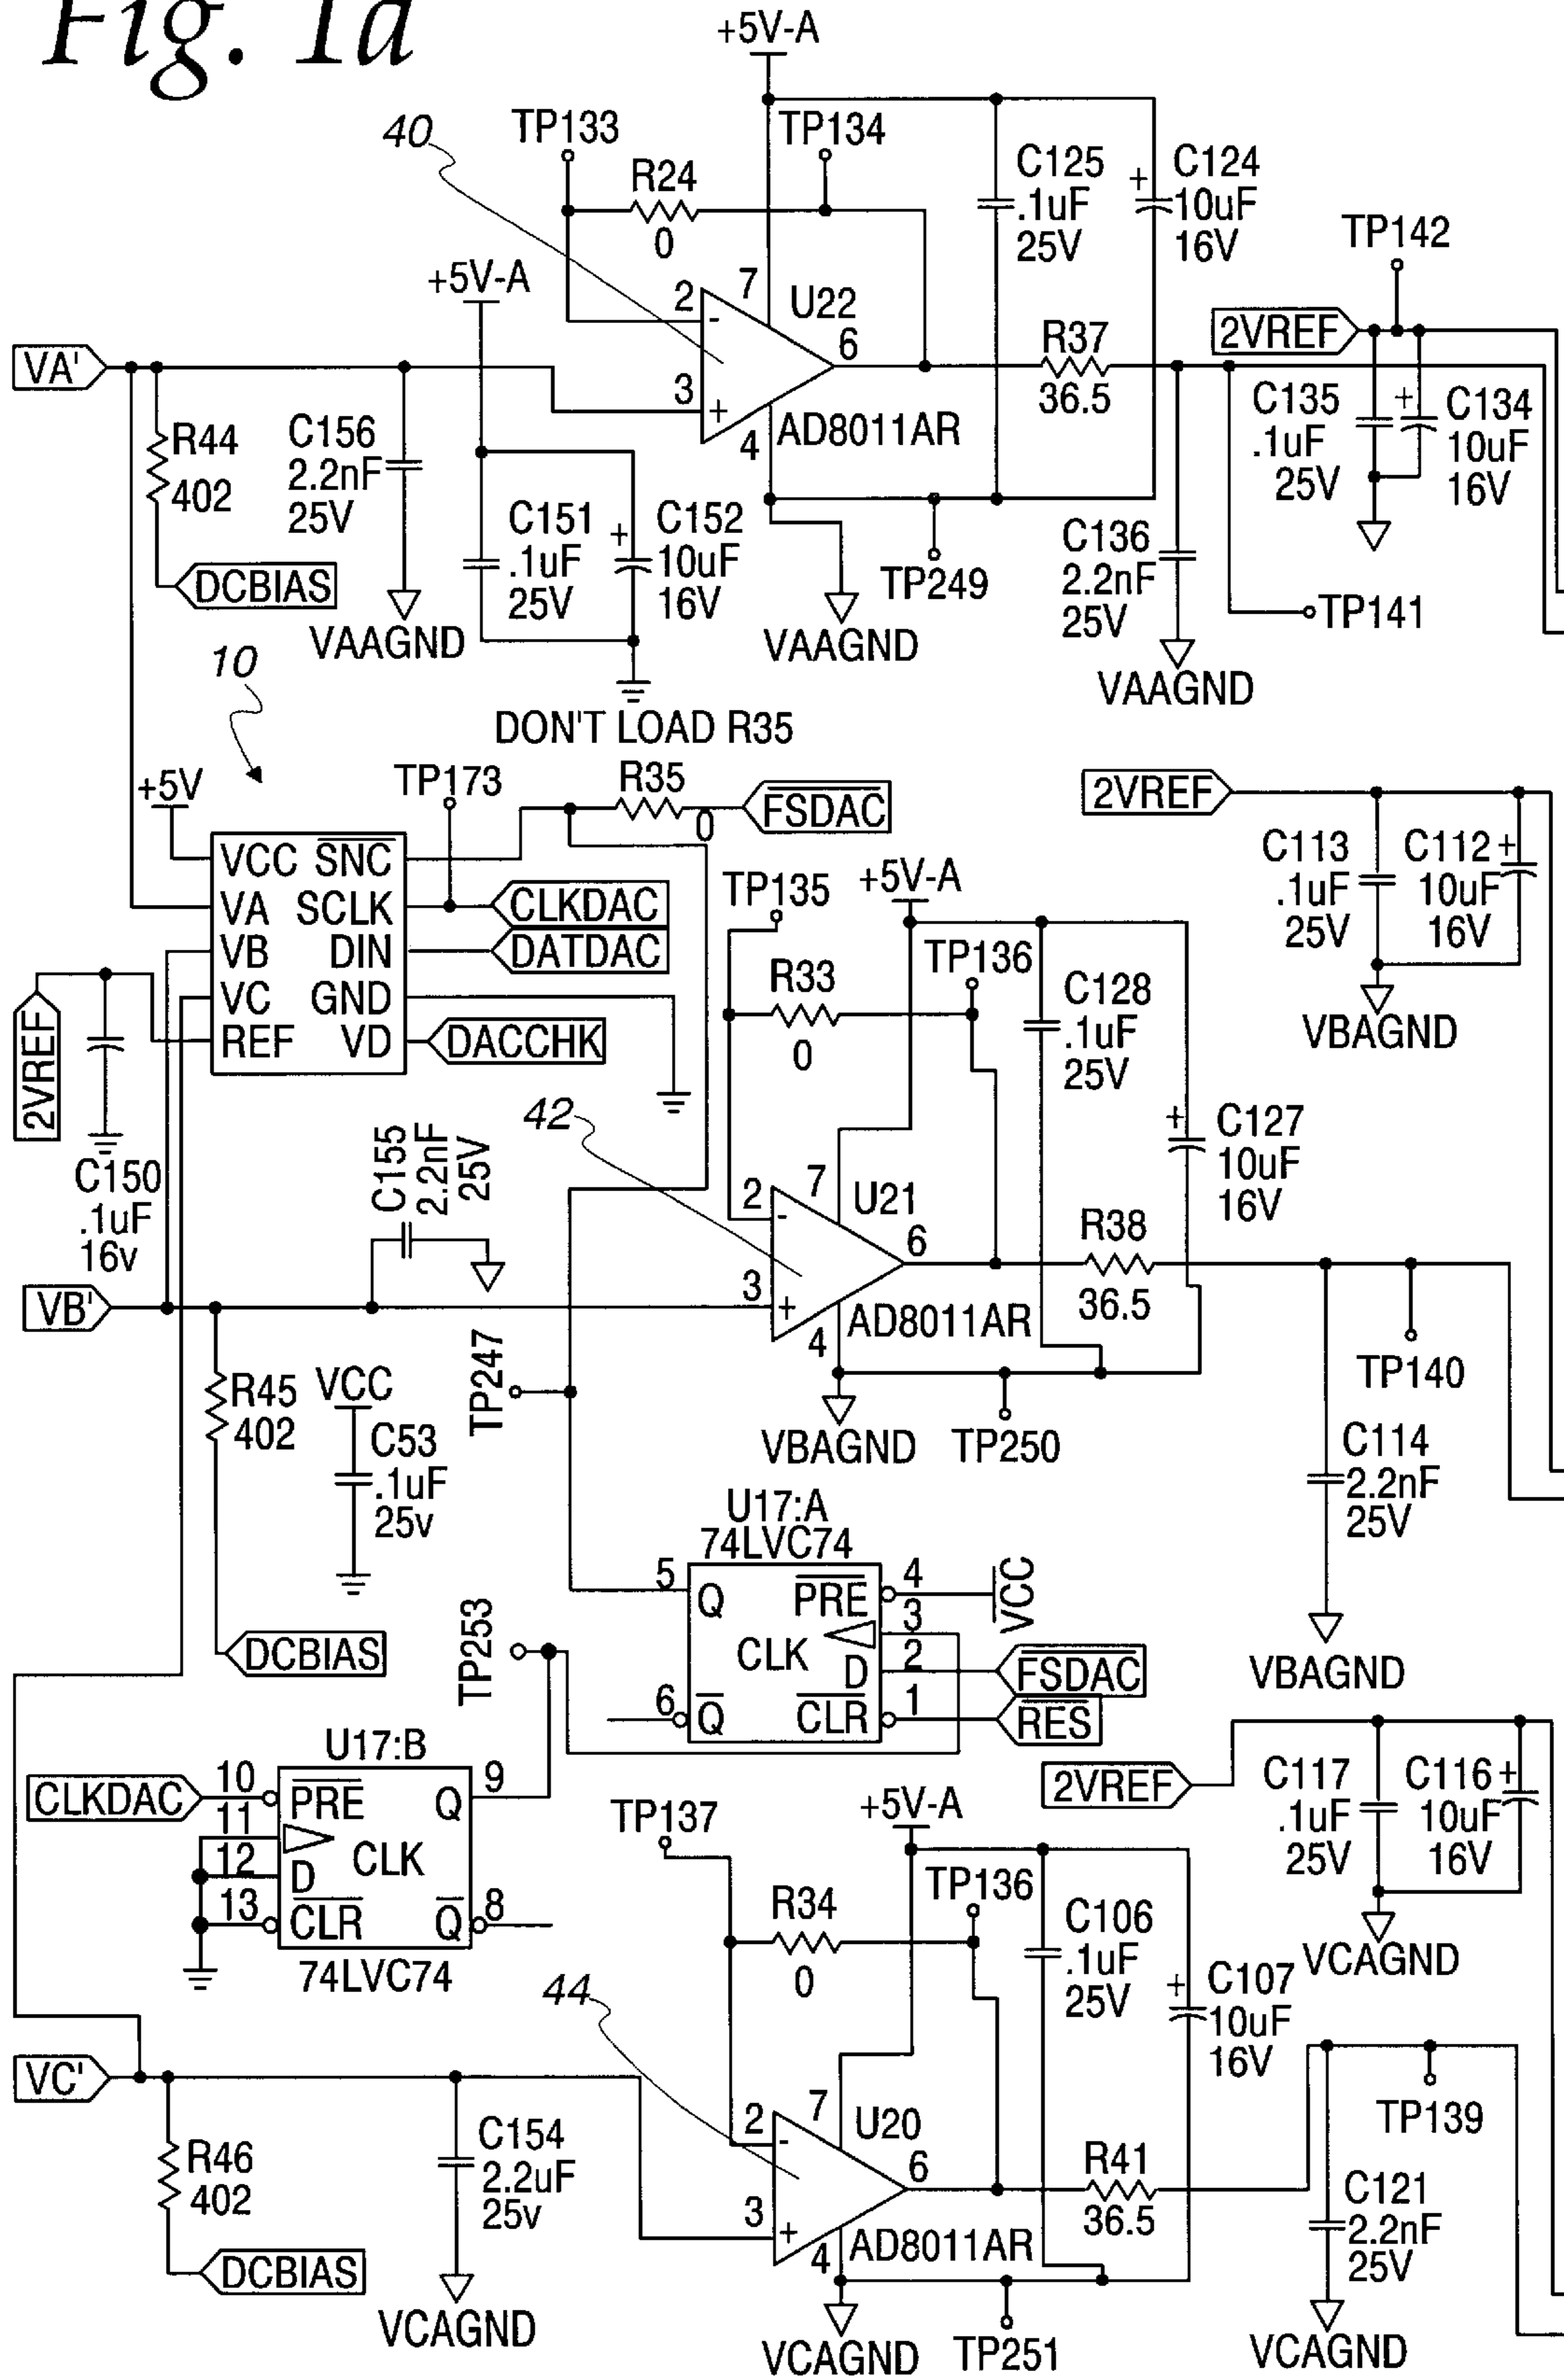 Fig. 1a
+5V-A
TP133
TP134
40
R24
0
C125
.1uF
25V
C124
+
10uF
16V
TP142
+5V-A
2
-
7
U22
6
3
+
4
AD8011AR
R37
36.5
2VREF
VA'
R44
402
C156
2.2nF
25V
C135
.1uF
25V
+
C134
10uF
16V
C151
.1uF
25V
+
C152
10uF
16V
TP249
C136
2.2nF
25V
TP141
DCBIAS
VAAGND
VAAGND
VAAGND
10
DON'T LOAD R35
+5V
TP173
R35
0
FSDAC
2VREF
VCC SNC
VA SCLK
VB DIN
VC GND
REF VD
CLKDAC
DATDAC
DACCHK
2VREF
C150
.1uF
16v
TP135
+5V-A
TP136
R33
0
C128
.1uF
25V
C113
.1uF
25V
C112
+
10uF
16V
VBAGND
42
C155
2.2nF
25V
+
C127
10uF
16V
2
-
7
U21
6
3
+
4
AD8011AR
R38
36.5
VB'
TP247
R45
402
VCC
C53
.1uF
25v
VBAGND
TP250
TP140
C114
2.2nF
25V
VBAGND
DCBIAS
U17:A
74LVC74
5
Q
PRE
4
VCC
3
CLK
D
2
FSDAC
6
Q
CLR
1
RES
TP253
U17:B
CLKDAC
10
PRE
Q
9
11
CLK
12
D
13
CLR
Q
8
74LVC74
2VREF
C117
.1uF
25V
C116
+
10uF
16V
VCAGND
TP137
+5V-A
TP136
R34
0
C106
.1uF
25V
+
C107
10uF
16V
44
VC'
R46
402
C154
2.2uF
25v
DCBIAS
VCAGND
2
-
7
U20
6
3
+
4
AD8011AR
R41
36.5
TP139
C121
2.2nF
25V
VCAGND
TP251
VCAGND